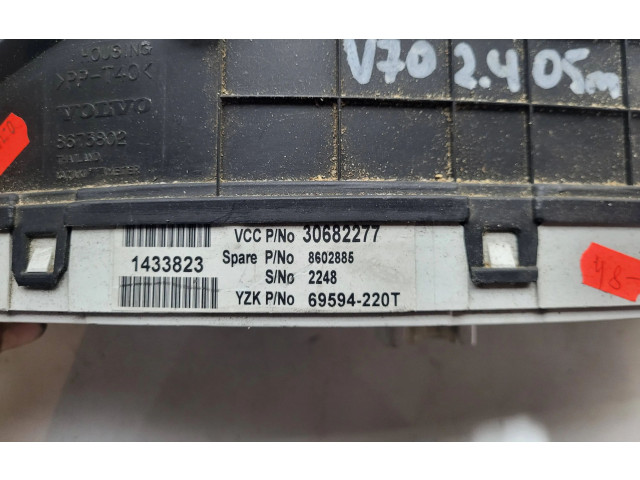 HOUSING
>PP-T40<
VOLVO
V70 2.4 05m
VCC P/No 30682277
1433823
Spare P/No 8602885
S/No 2248
YZK P/No 69594-220T
48-